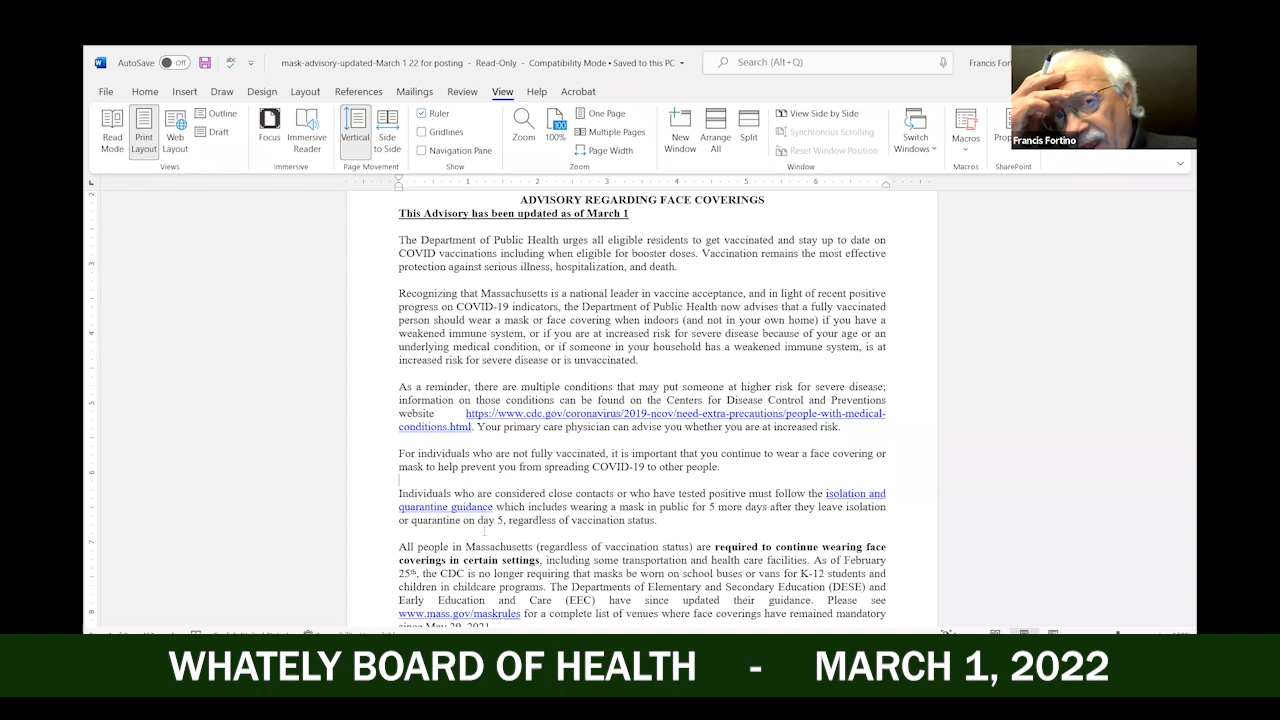 AutoSave Off abc mask-advisory-updated-March 1 22 for posting - Read-Only - Compatibility Mode • Saved to this PC Search (Alt+Q) Francis Fortino
File Home Insert Draw Design Layout References Mailings Review View Help Acrobat
Read Mode Print Layout Web Layout Outline Draft Views
Focus Immersive Reader Immersive
Vertical Side to Side Page Movement
Ruler Gridlines Navigation Pane Show
Zoom 100% 100 One Page Multiple Pages Page Width Zoom
New Window Arrange All Split View Side by Side Synchronous Scrolling Reset Window Position Switch Windows Window
Macros Macros
SharePoint
Francis Fortino
1 2 3 4 5 6
2 3 4 5 6 7 8
ADVISORY REGARDING FACE COVERINGS
This Advisory has been updated as of March 1
The Department of Public Health urges all eligible residents to get vaccinated and stay up to date on
COVID vaccinations including when eligible for booster doses. Vaccination remains the most effective
protection against serious illness, hospitalization, and death.
Recognizing that Massachusetts is a national leader in vaccine acceptance, and in light of recent positive
progress on COVID-19 indicators, the Department of Public Health now advises that a fully vaccinated
person should wear a mask or face covering when indoors (and not in your own home) if you have a
weakened immune system, or if you are at increased risk for severe disease because of your age or an
underlying medical condition, or if someone in your household has a weakened immune system, is at
increased risk for severe disease or is unvaccinated.
As a reminder, there are multiple conditions that may put someone at higher risk for severe disease;
information on those conditions can be found on the Centers for Disease Control and Preventions
website https://www.cdc.gov/coronavirus/2019-ncov/need-extra-precautions/people-with-medical-
conditions.html. Your primary care physician can advise you whether you are at increased risk.
For individuals who are not fully vaccinated, it is important that you continue to wear a face covering or
mask to help prevent you from spreading COVID-19 to other people.
Individuals who are considered close contacts or who have tested positive must follow the isolation and
quarantine guidance which includes wearing a mask in public for 5 more days after they leave isolation
or quarantine on day 5, regardless of vaccination status.
All people in Massachusetts (regardless of vaccination status) are required to continue wearing face
coverings in certain settings, including some transportation and health care facilities. As of February
25th, the CDC is no longer requiring that masks be worn on school buses or vans for K-12 students and
children in childcare programs. The Departments of Elementary and Secondary Education (DESE) and
Early Education and Care (EEC) have since updated their guidance. Please see
www.mass.gov/maskrules for a complete list of venues where face coverings have remained mandatory
since May 29, 2021
WHATELY BOARD OF HEALTH - MARCH 1, 2022